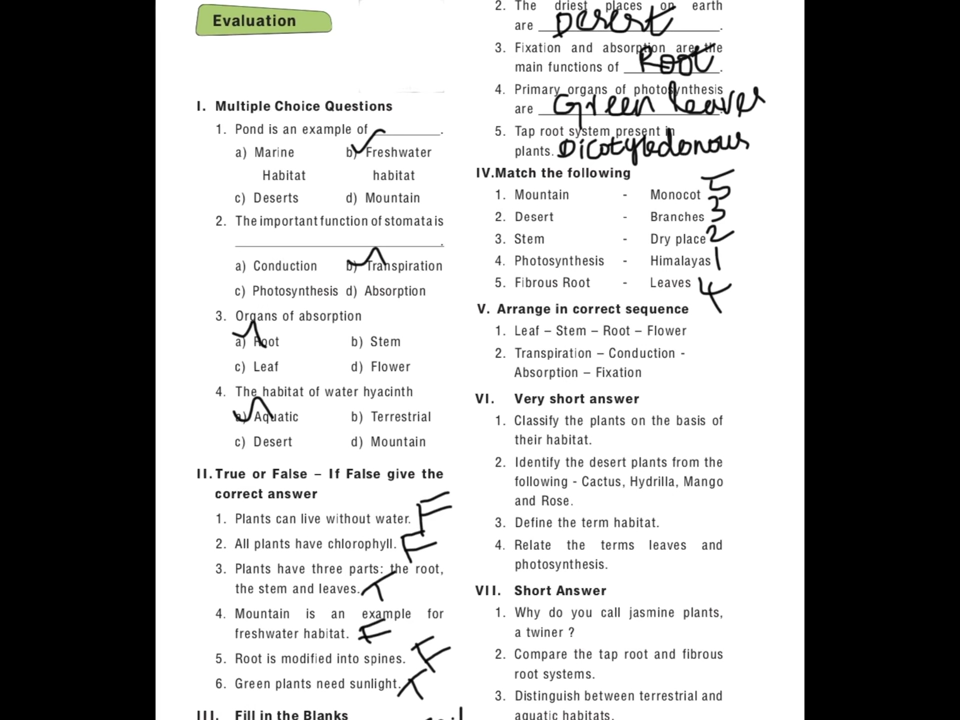 Evaluation
I. Multiple Choice Questions
1. Pond is an example of ________.
a) Marine Habitat b) Freshwater habitat
c) Deserts d) Mountain
2. The important function of stomata is
________.
a) Conduction b) Transpiration
c) Photosynthesis d) Absorption
3. Organs of absorption
a) Root b) Stem
c) Leaf d) Flower
4. The habitat of water hyacinth
a) Aquatic b) Terrestrial
c) Desert d) Mountain
II. True or False – If False give the
correct answer
1. Plants can live without water. F
2. All plants have chlorophyll. F
3. Plants have three parts: the root,
the stem and leaves. T
4. Mountain is an example for
freshwater habitat. F
5. Root is modified into spines. F
6. Green plants need sunlight. T
III. Fill in the Blanks
2. The driest places on earth
are Desert.
3. Fixation and absorption are the
main functions of Root.
4. Primary organs of photosynthesis
are Green leaves
5. Tap root system present in
plants. Dicotyledonous
IV. Match the following
1. Mountain - Monocot 5
2. Desert - Branches 3
3. Stem - Dry place 2
4. Photosynthesis - Himalayas 1
5. Fibrous Root - Leaves 4
V. Arrange in correct sequence
1. Leaf – Stem – Root – Flower
2. Transpiration – Conduction -
Absorption – Fixation
VI. Very short answer
1. Classify the plants on the basis of
their habitat.
2. Identify the desert plants from the
following - Cactus, Hydrilla, Mango
and Rose.
3. Define the term habitat.
4. Relate the terms leaves and
photosynthesis.
VII. Short Answer
1. Why do you call jasmine plants,
a twiner ?
2. Compare the tap root and fibrous
root systems.
3. Distinguish between terrestrial and
aquatic habitats.